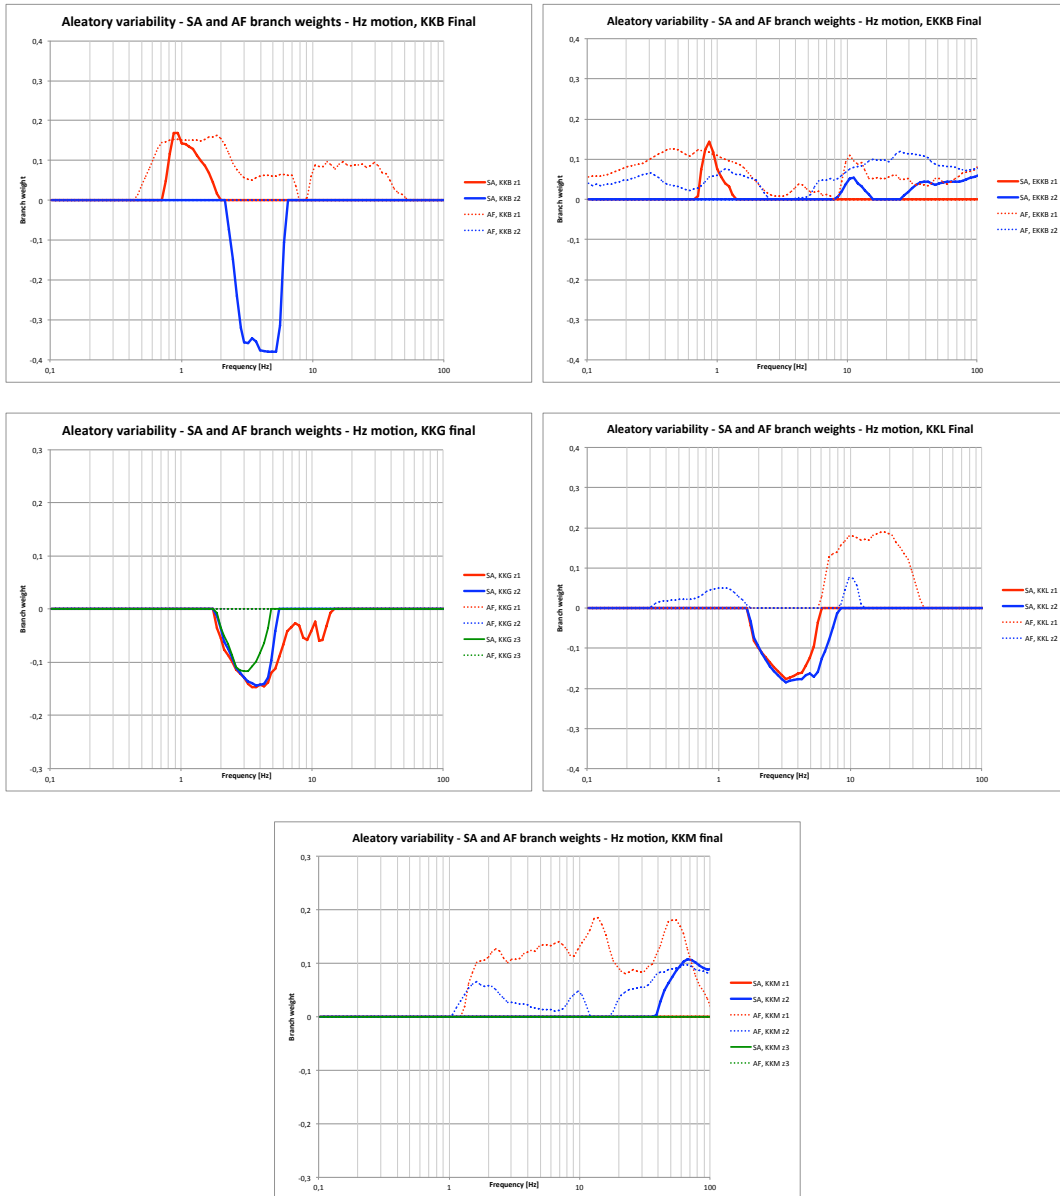 Aleatory variability - SA and AF branch weights - Hz motion, KKB Final
0,4
0,3
0,2
0,1
0
-0,1
-0,2
-0,3
-0,4
Branch weight
0,1
1
10
100
Frequency [Hz]
SA, KKB z1
SA, KKB z2
AF, KKB z1
AF, KKB z2
Aleatory variability - SA and AF branch weights - Hz motion, EKKB Final
0,4
0,3
0,2
0,1
0
-0,1
-0,2
-0,3
-0,4
Branch weight
0,1
1
10
100
Frequency [Hz]
SA, EKKB z1
SA, EKKB z2
AF, EKKB z1
AF, EKKB z2
Aleatory variability - SA and AF branch weights - Hz motion, KKG final
0,3
0,2
0,1
0
-0,1
-0,2
-0,3
Branch weight
0,1
1
10
100
Frequency [Hz]
SA, KKG z1
SA, KKG z2
AF, KKG z1
AF, KKG z2
SA, KKG z3
AF, KKG z3
Aleatory variability - SA and AF branch weights - Hz motion, KKL Final
0,4
0,3
0,2
0,1
0
-0,1
-0,2
-0,3
-0,4
Branch weight
0,1
1
10
100
Frequency [Hz]
SA, KKL z1
SA, KKL z2
AF, KKL z1
AF, KKL z2
Aleatory variability - SA and AF branch weights - Hz motion, KKM final
0,3
0,2
0,1
0
-0,1
-0,2
-0,3
Branch weight
0,1
1
10
100
Frequency [Hz]
SA, KKM z1
SA, KKM z2
AF, KKM z1
AF, KKM z2
SA, KKM z3
AF, KKM z3